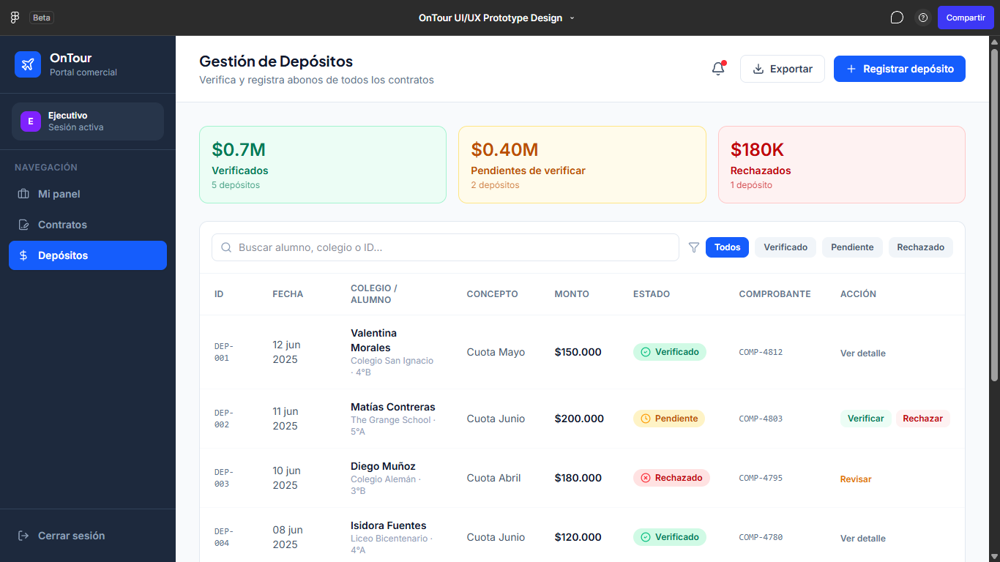 Beta
OnTour UI/UX Prototype Design
Compartir
OnTour
Portal comercial
E
Ejecutivo
Sesión activa
NAVEGACIÓN
Mi panel
Contratos
Depósitos
Cerrar sesión
Gestión de Depósitos
Verifica y registra abonos de todos los contratos
Exportar
Registrar depósito
$0.7M
Verificados
5 depósitos
$0.40M
Pendientes de verificar
2 depósitos
$180K
Rechazados
1 depósito
Buscar alumno, colegio o ID...
Todos
Verificado
Pendiente
Rechazado
ID
FECHA
COLEGIO /
ALUMNO
CONCEPTO
MONTO
ESTADO
COMPROBANTE
ACCIÓN
DEP-
001
12 jun
2025
Valentina
Morales
Colegio San Ignacio
· 4°B
Cuota Mayo
$150.000
Verificado
COMP-4812
Ver detalle
DEP-
002
11 jun
2025
Matías Contreras
The Grange School ·
5°A
Cuota Junio
$200.000
Pendiente
COMP-4803
Verificar
Rechazar
DEP-
003
10 jun
2025
Diego Muñoz
Colegio Alemán ·
3°B
Cuota Abril
$180.000
Rechazado
COMP-4795
Revisar
DEP-
004
08 jun
2025
Isidora Fuentes
Liceo Bicentenario ·
4°A
Cuota Junio
$120.000
Verificado
COMP-4780
Ver detalle